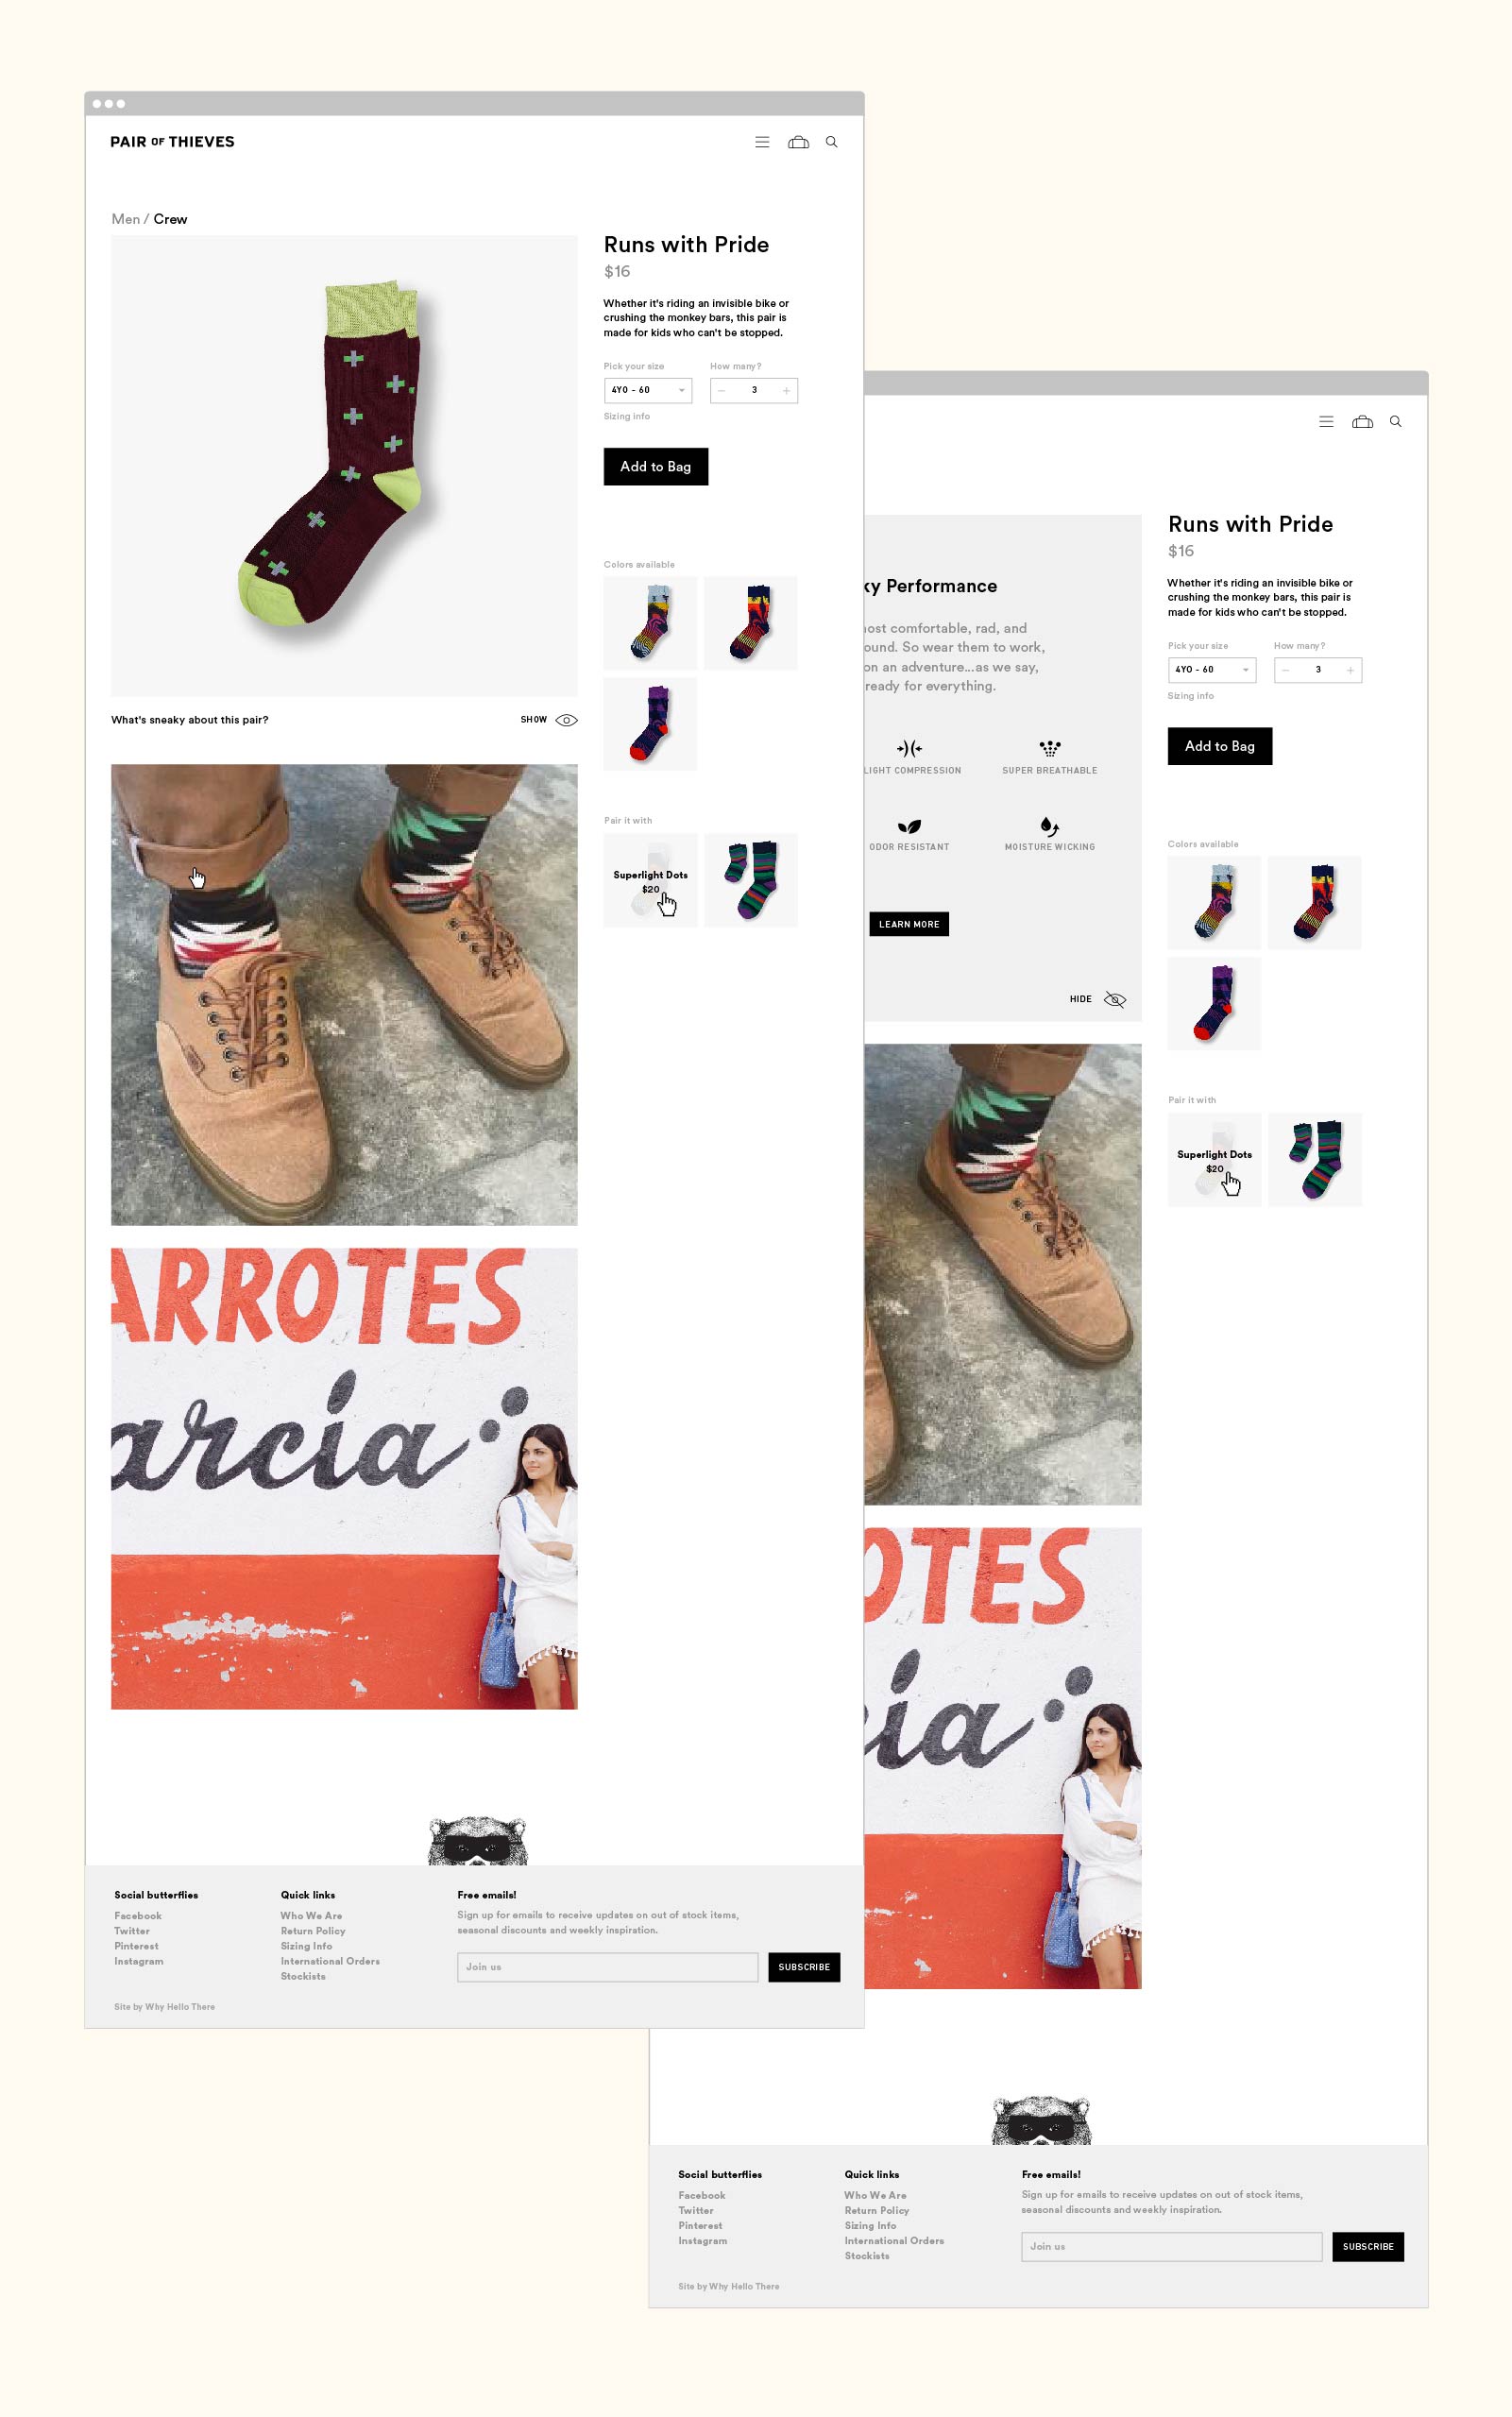 PAIR OF THIEVES
Men / Crew
Runs with Pride
$16
Whether it's riding an invisible bike or
crushing the monkey bars, this pair is
made for kids who can't be stopped.
Pick your size
How many?
4YO - 60
3
Sizing info
Add to Bag
Colors available
What's sneaky about this pair?
SHOW
Pair it with
Superlight Dots
$20
ARROTES
arcia
Social butterflies
Facebook
Twitter
Pinterest
Instagram
Quick links
Who We Are
Return Policy
Sizing Info
International Orders
Stockists
Free emails!
Sign up for emails to receive updates on out of stock items,
seasonal discounts and weekly inspiration.
Join us
SUBSCRIBE
Site by Why Hello There
Runs with Pride
$16
Whether it's riding an invisible bike or
crushing the monkey bars, this pair is
made for kids who can't be stopped.
Pick your size
How many?
4YO - 60
3
Sizing info
Add to Bag
ky Performance
ost comfortable, rad, and
ound. So wear them to work,
on an adventure...as we say,
ready for everything.
LIGHT COMPRESSION
SUPER BREATHABLE
ODOR RESISTANT
MOISTURE WICKING
LEARN MORE
HIDE
Colors available
Pair it with
Superlight Dots
$20
OTES
ia
Social butterflies
Facebook
Twitter
Pinterest
Instagram
Quick links
Who We Are
Return Policy
Sizing Info
International Orders
Stockists
Free emails!
Sign up for emails to receive updates on out of stock items,
seasonal discounts and weekly inspiration.
Join us
SUBSCRIBE
Site by Why Hello There